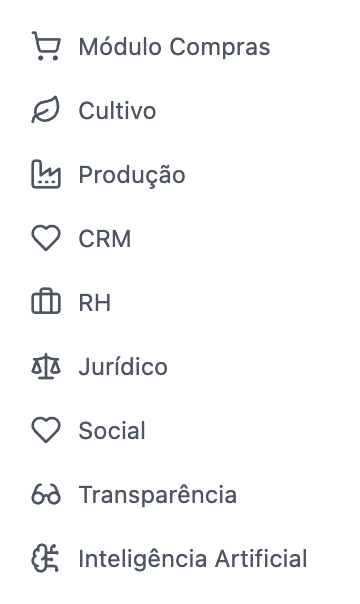 Módulo Compras
Cultivo
Produção
CRM
RH
Jurídico
Social
Transparência
Inteligência Artificial